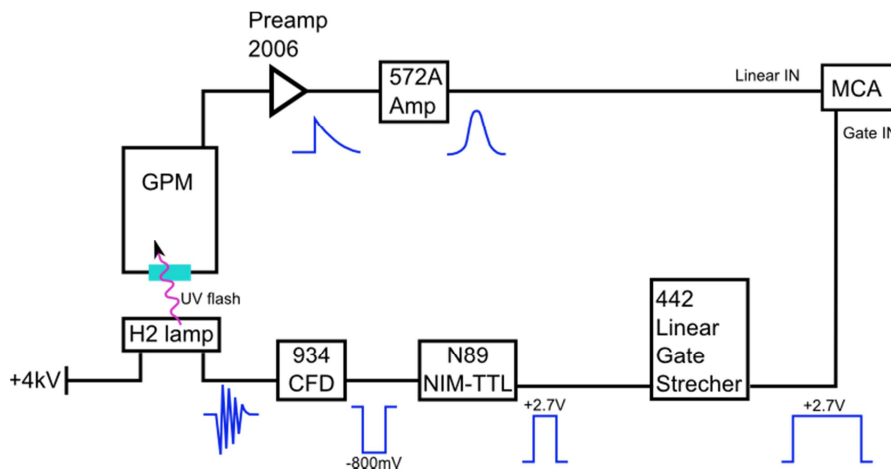 Preamp
2006
572A
Amp
Linear IN
MCA
Gate IN
GPM
UV flash
H2 lamp
+4kV
934
CFD
N89
NIM-TTL
442
Linear
Gate
Strecher
-800mV
+2.7V
+2.7V